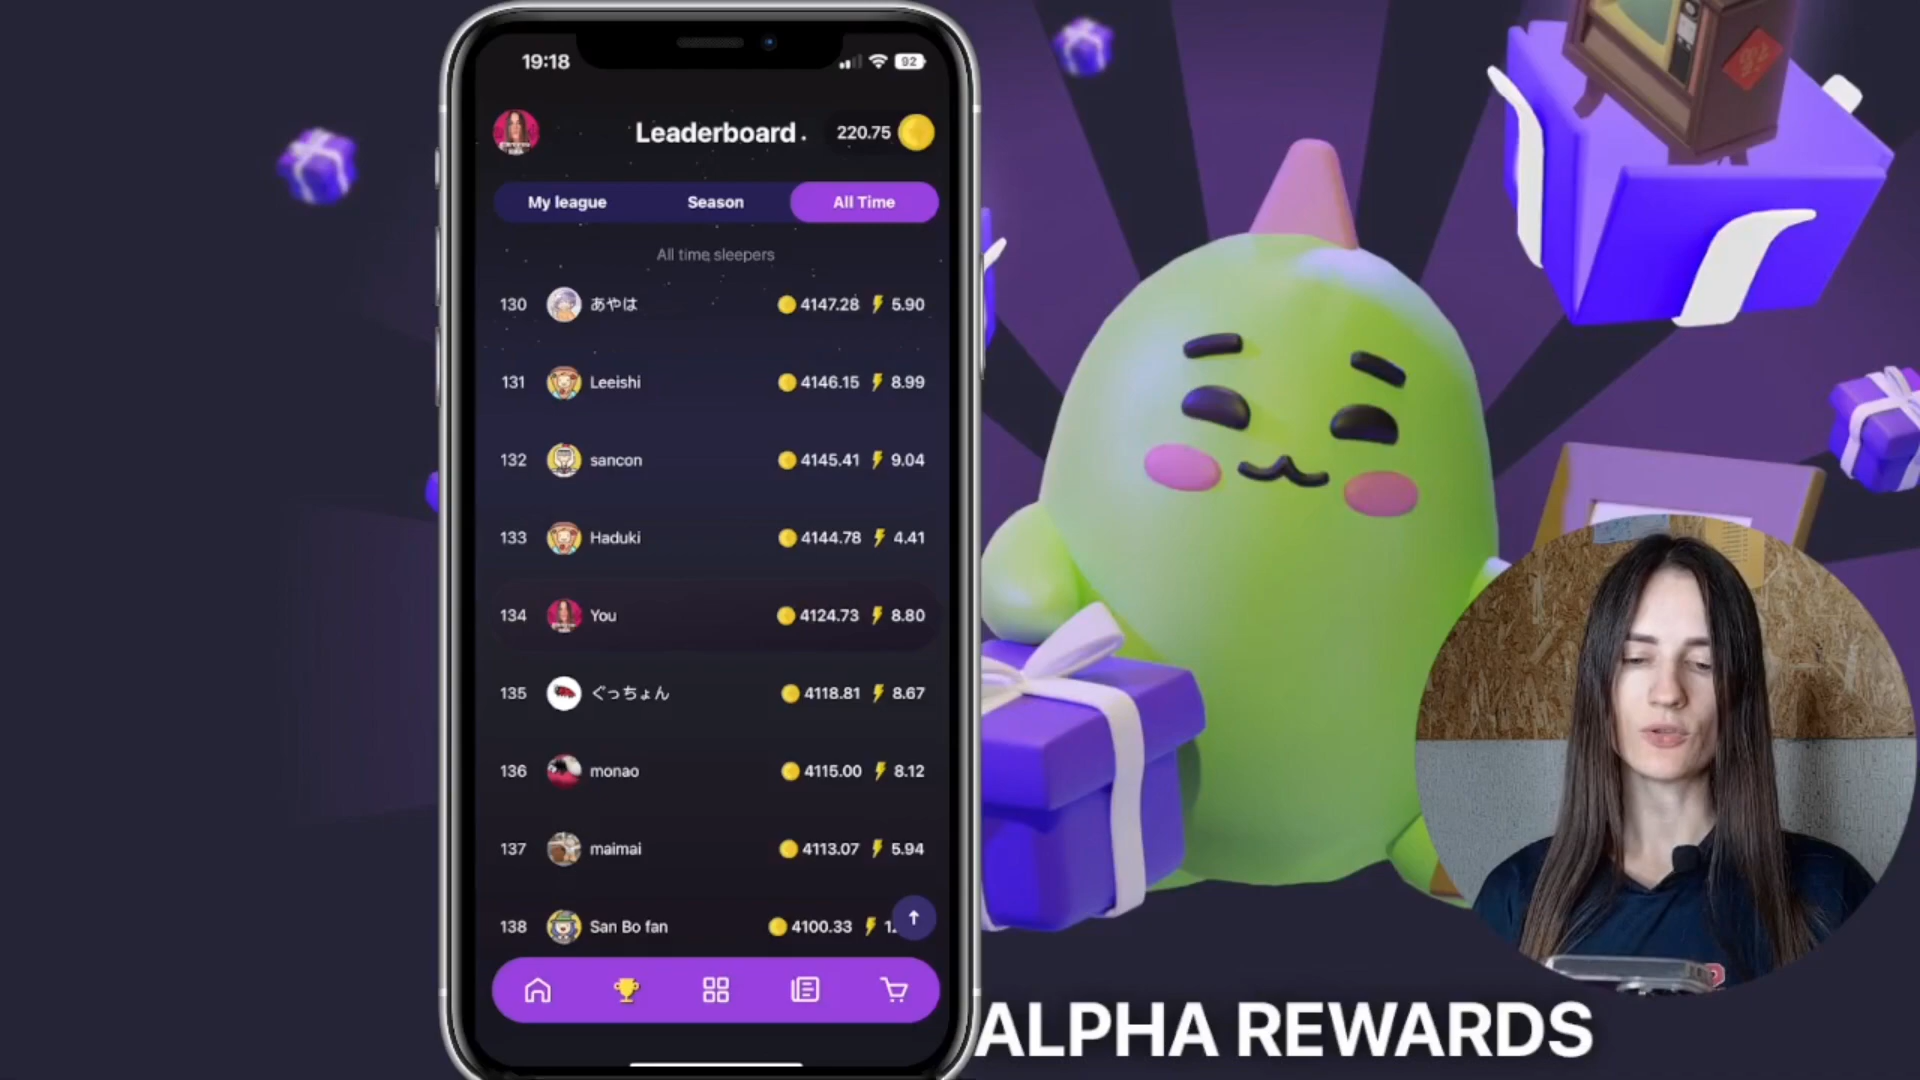 19:18
92
Leaderboard
220.75
My league Season All Time
All time sleepers
130 あやは 4147.28 5.90
131 Leeishi 4146.15 8.99
132 sancon 4145.41 9.04
133 Haduki 4144.78 4.41
134 You 4124.73 8.80
135 ぐっちょん 4118.81 8.67
136 monao 4115.00 8.12
137 maimai 4113.07 5.94
138 San Bo fan 4100.33
ALPHA REWARDS